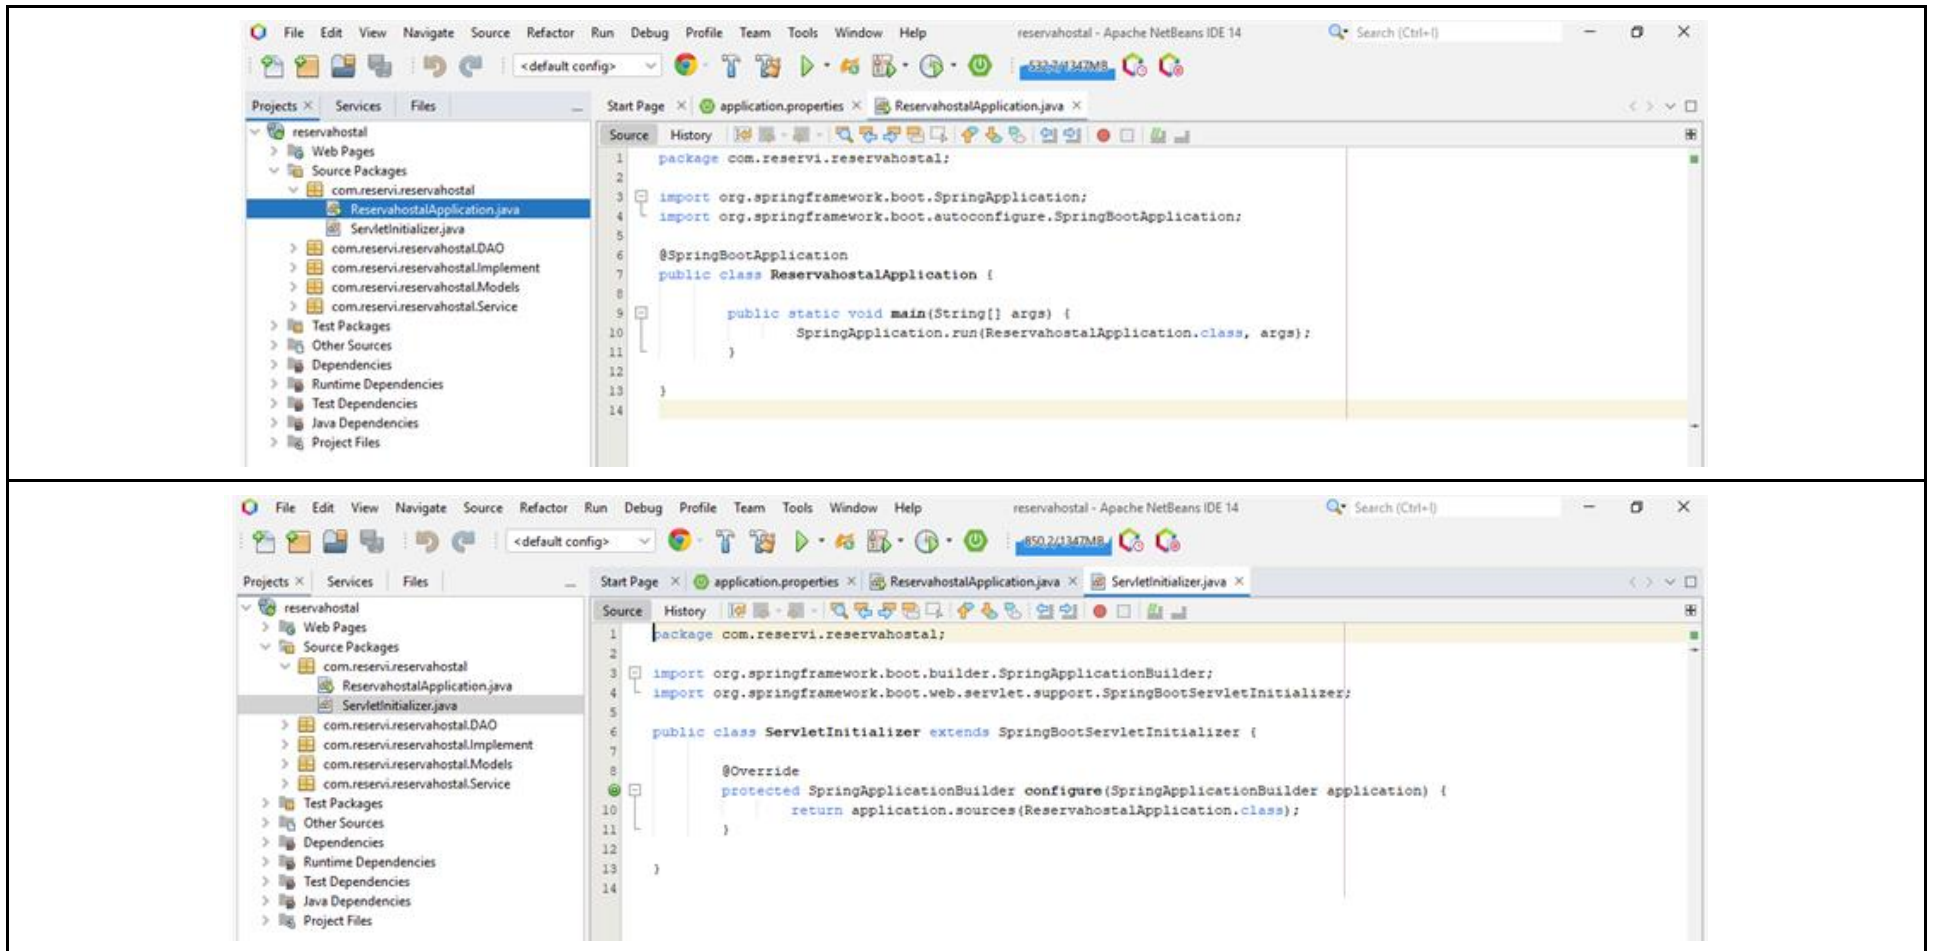 File Edit View Navigate Source Refactor Run Debug Profile Team Tools Window Help reservahostal - Apache NetBeans IDE 14 Search (Ctrl+I)
<default config> 532,7/1347MB
Projects Services Files Start Page application.properties ReservahostalApplication.java
Source History
reservahostal
Web Pages
Source Packages
com.reservi.reservahostal
ReservahostalApplication.java
ServletInitializer.java
com.reservi.reservahostal.DAO
com.reservi.reservahostal.Implement
com.reservi.reservahostal.Models
com.reservi.reservahostal.Service
Test Packages
Other Sources
Dependencies
Runtime Dependencies
Test Dependencies
Java Dependencies
Project Files
1 package com.reservi.reservahostal;
2
3 import org.springframework.boot.SpringApplication;
4 import org.springframework.boot.autoconfigure.SpringBootApplication;
5
6 @SpringBootApplication
7 public class ReservahostalApplication {
8
9 public static void main(String[] args) {
10 SpringApplication.run(ReservahostalApplication.class, args);
11 }
12
13 }
14
File Edit View Navigate Source Refactor Run Debug Profile Team Tools Window Help reservahostal - Apache NetBeans IDE 14 Search (Ctrl+I)
<default config> 850,2/1347MB
Projects Services Files Start Page application.properties ReservahostalApplication.java ServletInitializer.java
Source History
reservahostal
Web Pages
Source Packages
com.reservi.reservahostal
ReservahostalApplication.java
ServletInitializer.java
com.reservi.reservahostal.DAO
com.reservi.reservahostal.Implement
com.reservi.reservahostal.Models
com.reservi.reservahostal.Service
Test Packages
Other Sources
Dependencies
Runtime Dependencies
Test Dependencies
Java Dependencies
Project Files
1 package com.reservi.reservahostal;
2
3 import org.springframework.boot.builder.SpringApplicationBuilder;
4 import org.springframework.boot.web.servlet.support.SpringBootServletInitializer;
5
6 public class ServletInitializer extends SpringBootServletInitializer {
7
8 @Override
protected SpringApplicationBuilder configure(SpringApplicationBuilder application) {
10 return application.sources(ReservahostalApplication.class);
11 }
12
13 }
14